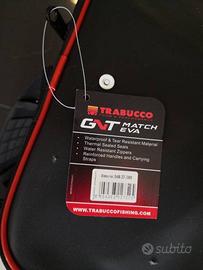 TRABUCCO
GNT MATCH
EVA
- Waterproof & Tear Resistant Material
- Thermal Sealed Seals
- Water Resistant Zippers
- Reinforced Handles and Carrying
Straps
WWW.TRABUCCOFISHING.COM
subito